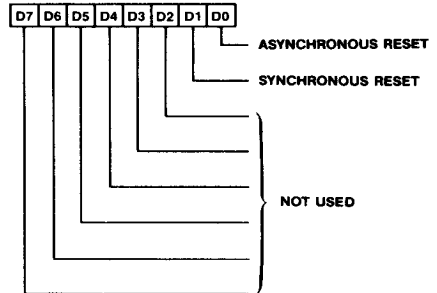 D7 D6 D5 D4 D3 D2 D1 D0
ASYNCHRONOUS RESET
SYNCHRONOUS RESET
NOT USED